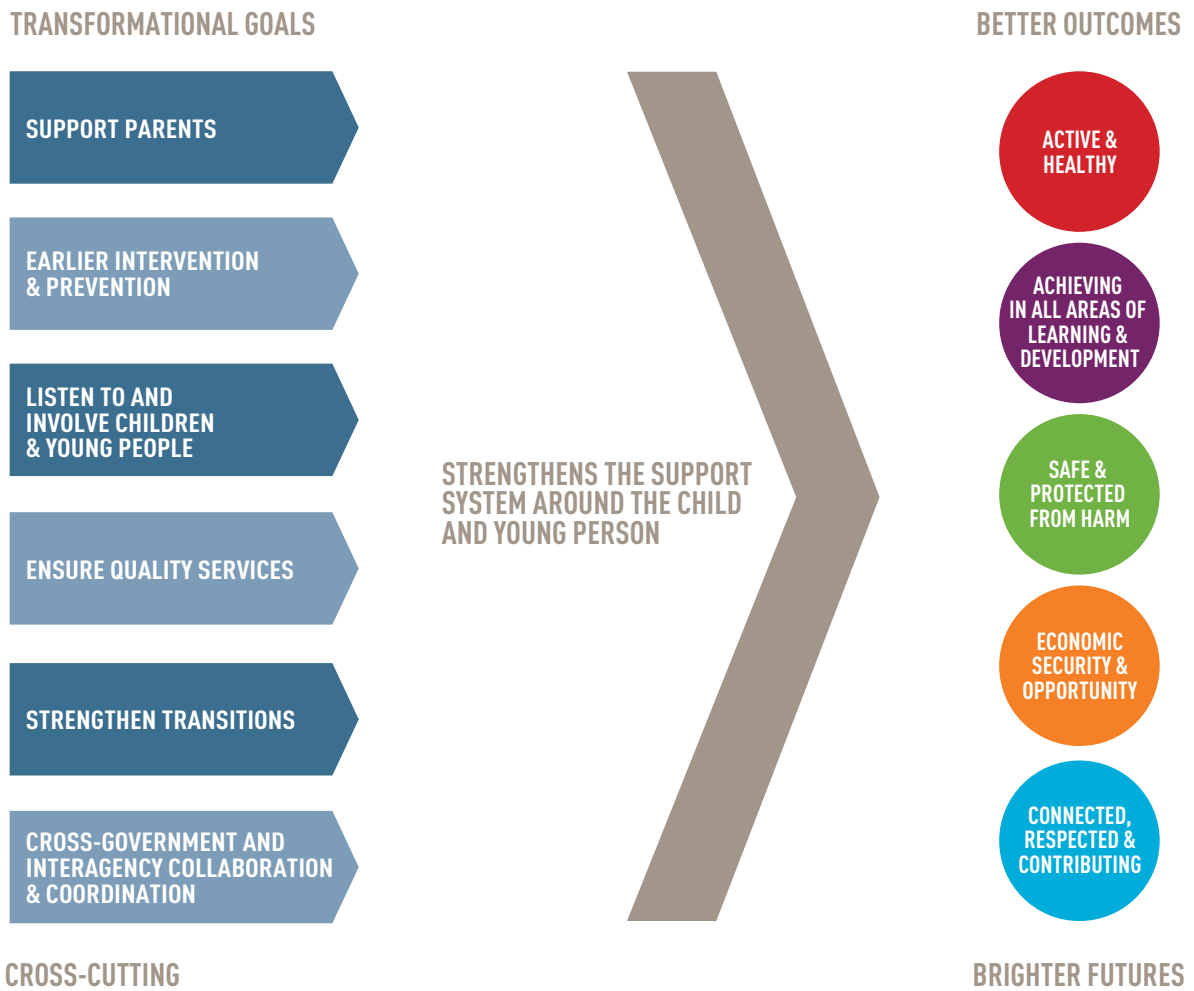 TRANSFORMATIONAL GOALS
BETTER OUTCOMES
SUPPORT PARENTS
EARLIER INTERVENTION
& PREVENTION
LISTEN TO AND
INVOLVE CHILDREN
& YOUNG PEOPLE
ENSURE QUALITY SERVICES
STRENGTHEN TRANSITIONS
CROSS-GOVERNMENT AND
INTERAGENCY COLLABORATION
& COORDINATION
STRENGTHENS THE SUPPORT
SYSTEM AROUND THE CHILD
AND YOUNG PERSON
ACTIVE &
HEALTHY
ACHIEVING
IN ALL AREAS OF
LEARNING &
DEVELOPMENT
SAFE &
PROTECTED
FROM HARM
ECONOMIC
SECURITY &
OPPORTUNITY
CONNECTED,
RESPECTED &
CONTRIBUTING
CROSS-CUTTING
BRIGHTER FUTURES